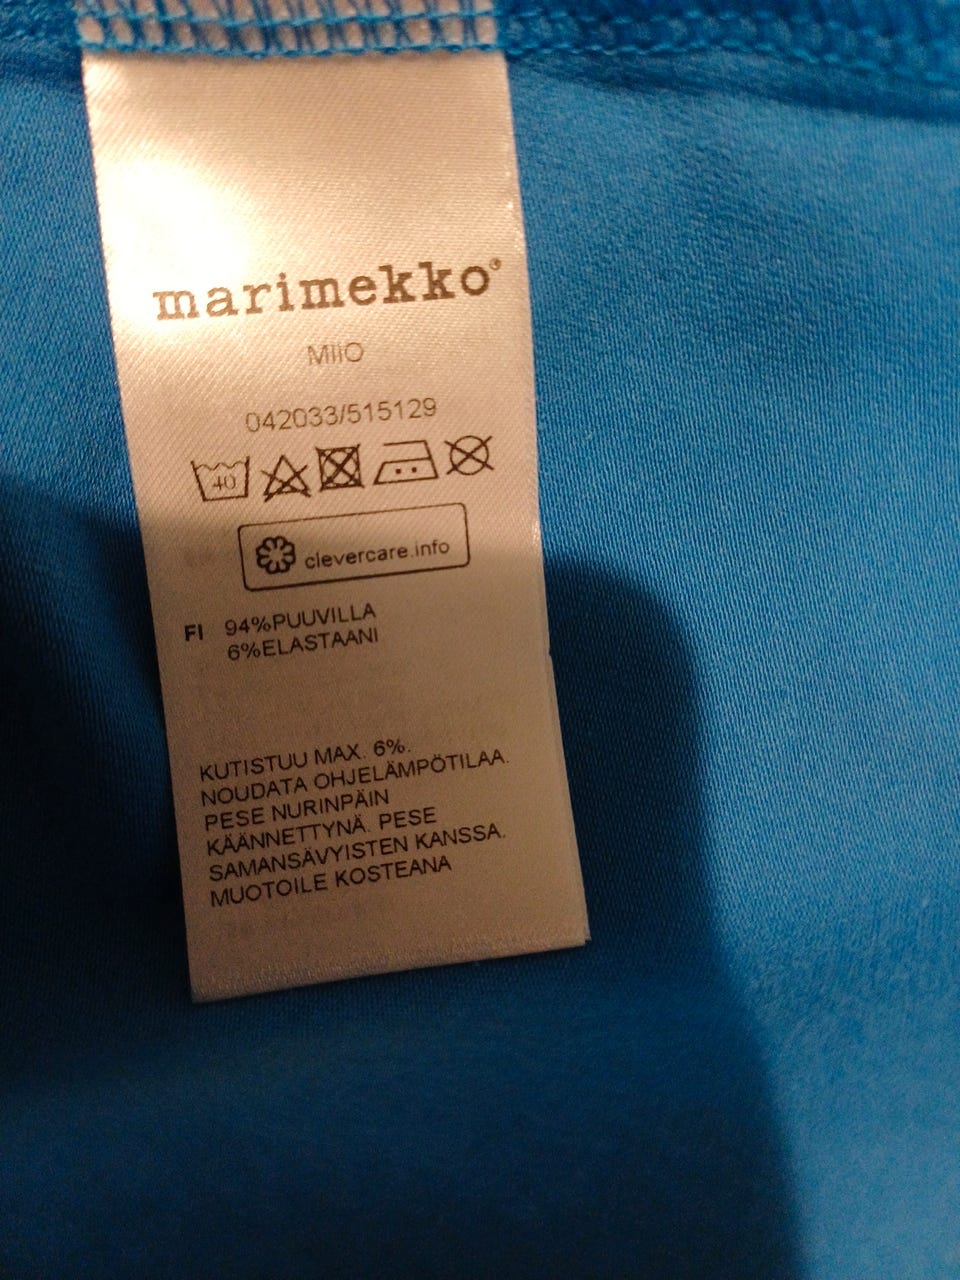 marimekko®
MIIO
042033/515129
40
clevercare.info
FI 94%PUUVILLA
6%ELASTAANI
KUTISTUU MAX. 6%.
NOUDATA OHJELÄMPÖTILAA.
PESE NURINPÄIN
KÄÄNNETTYNÄ. PESE
SAMANSÄVYISTEN KANSSA.
MUOTOILE KOSTEANA